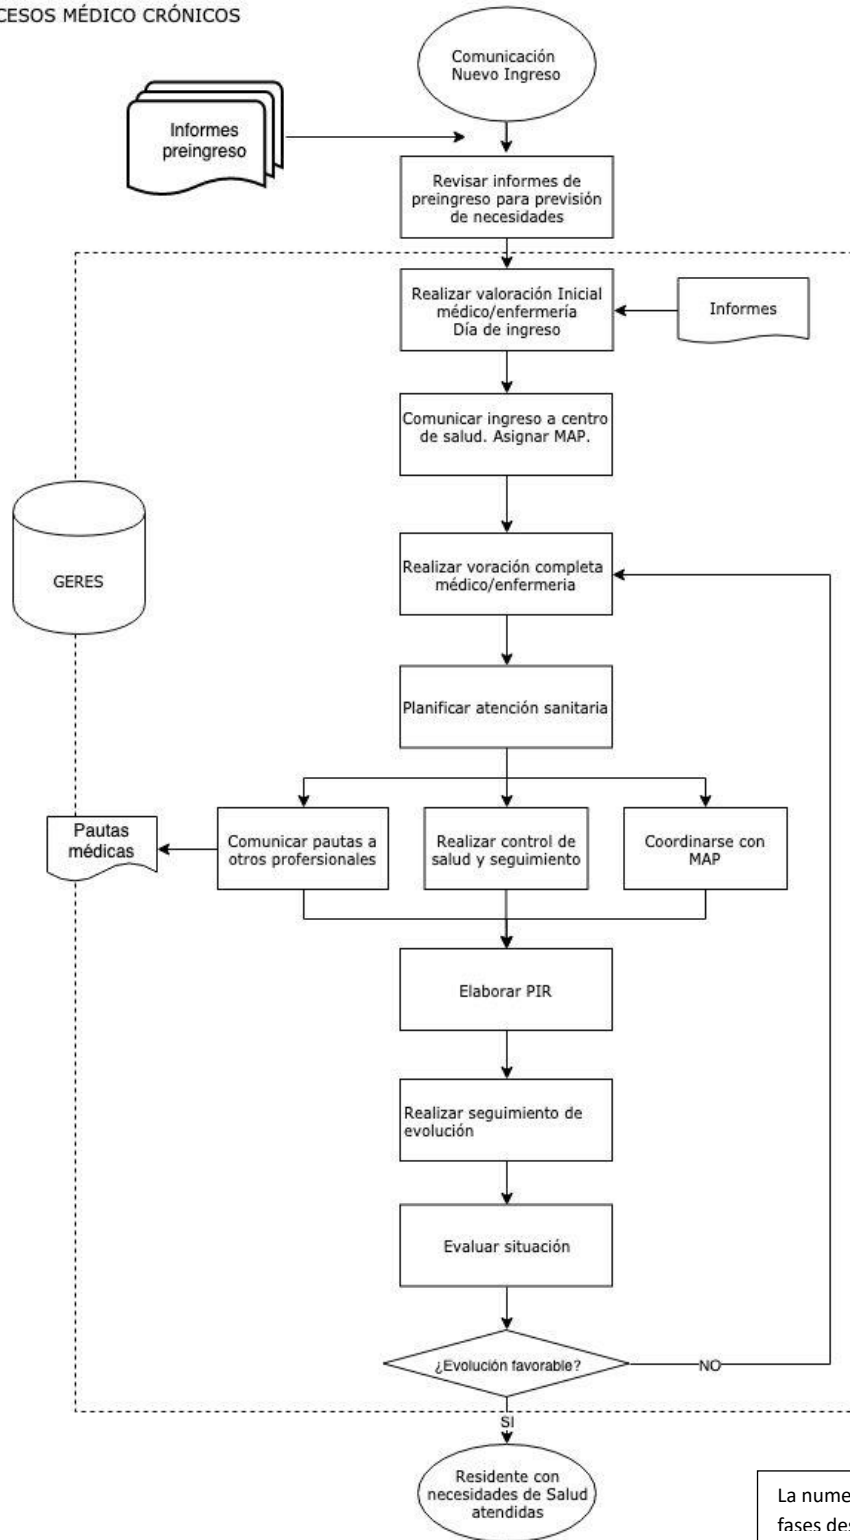 CESOS MÉDICO CRÓNICOS
Comunicación
Nuevo Ingreso
Informes
preingreso
Revisar informes de
preingreso para previsión
de necesidades
Realizar valoración Inicial
médico/enfermería
Día de ingreso
Informes
Comunicar ingreso a centro
de salud. Asignar MAP.
GERES
Realizar voración completa
médico/enfermeria
Planificar atención sanitaria
Pautas
médicas
Comunicar pautas a
otros profersionales
Realizar control de
salud y seguimiento
Coordinarse con
MAP
Elaborar PIR
Realizar seguimiento de
evolución
Evaluar situación
¿Evolución favorable?
NO
SI
Residente con
necesidades de Salud
atendidas
La nume
fases des